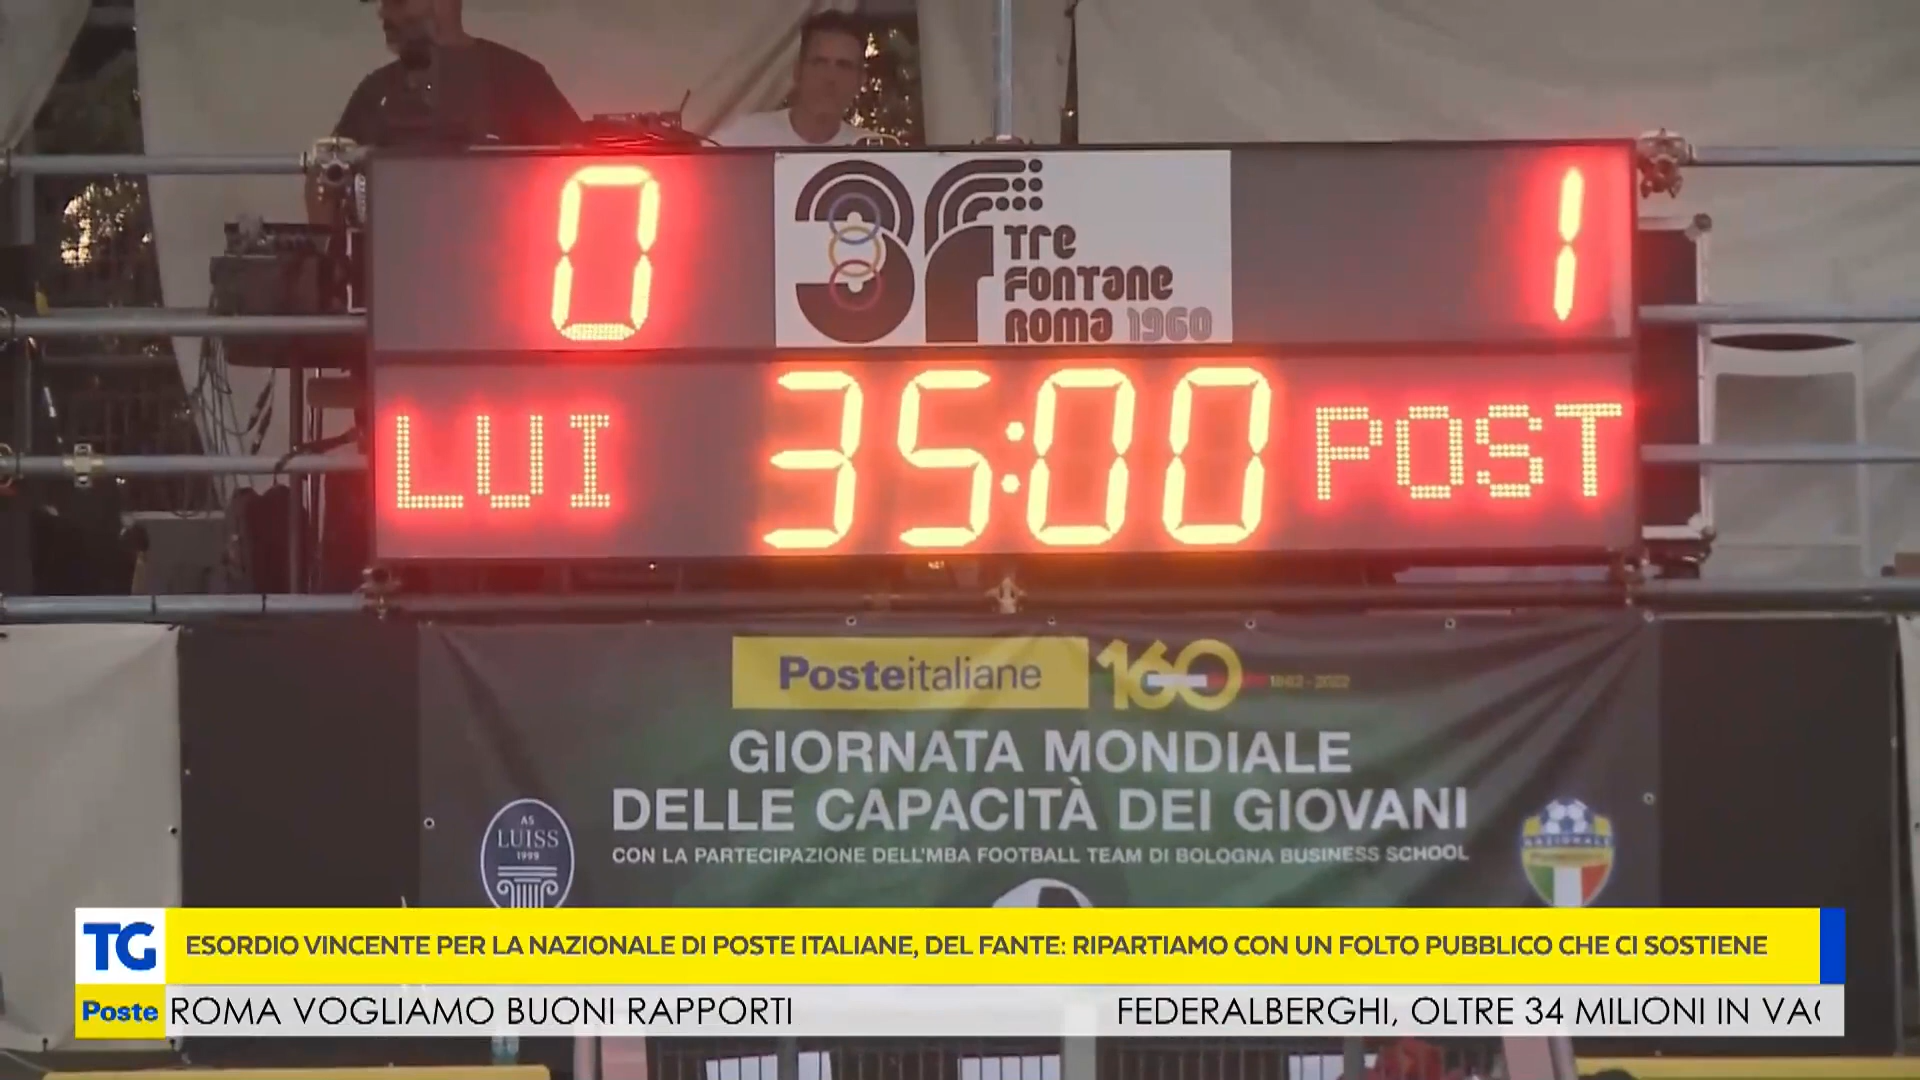 0
1
3F
TRE
FONTANE
ROMA 1960
LUI
35:00
POST
Posteitaliane
160
1862-2022
GIORNATA MONDIALE
DELLE CAPACITÀ DEI GIOVANI
CON LA PARTECIPAZIONE DELL'MBA FOOTBALL TEAM DI BOLOGNA BUSINESS SCHOOL
AS
LUISS
1999
NAZIONALE
TG
ESORDIO VINCENTE PER LA NAZIONALE DI POSTE ITALIANE, DEL FANTE: RIPARTIAMO CON UN FOLTO PUBBLICO CHE CI SOSTIENE
Poste
ROMA VOGLIAMO BUONI RAPPORTI
FEDERALBERGHI, OLTRE 34 MILIONI IN VAC